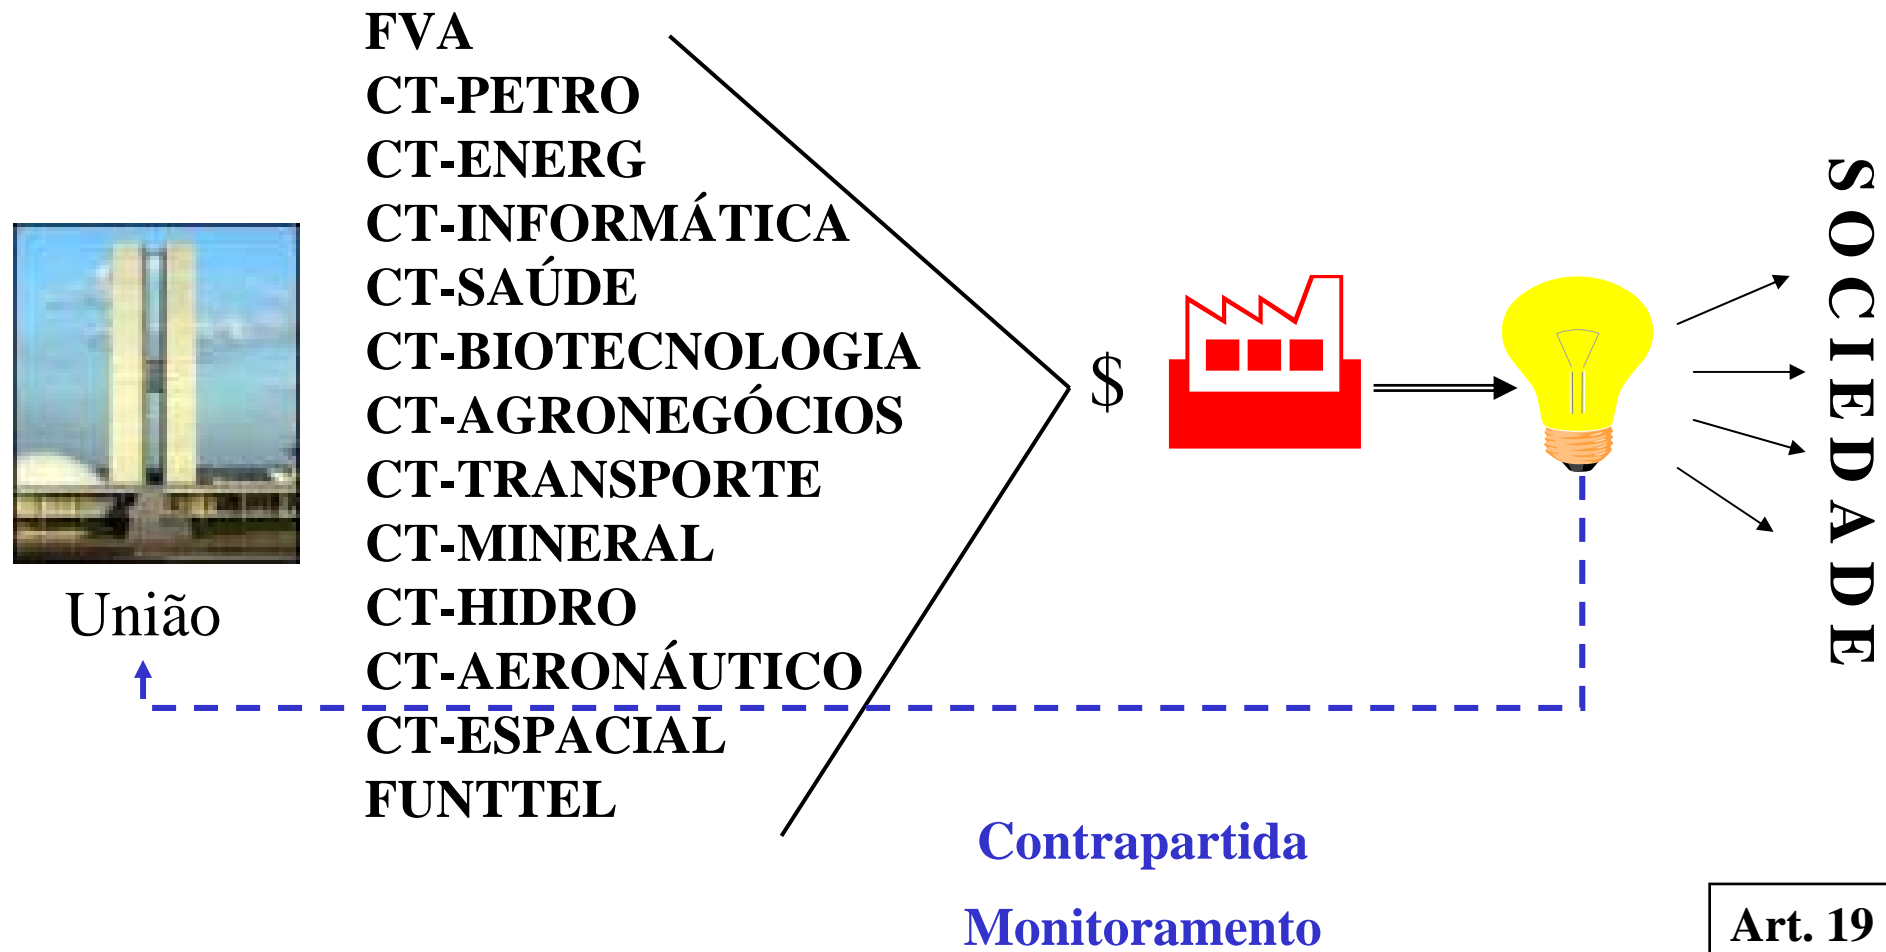 FVA
CT-PETRO
CT-ENERG
CT-INFORMÁTICA
CT-SAÚDE
CT-BIOTECNOLOGIA
CT-AGRONEGÓCIOS
CT-TRANSPORTE
CT-MINERAL
CT-HIDRO
CT-AERONÁUTICO
CT-ESPACIAL
FUNTTEL
União
$
SOCIEDADE
Contrapartida
Monitoramento
Art. 19